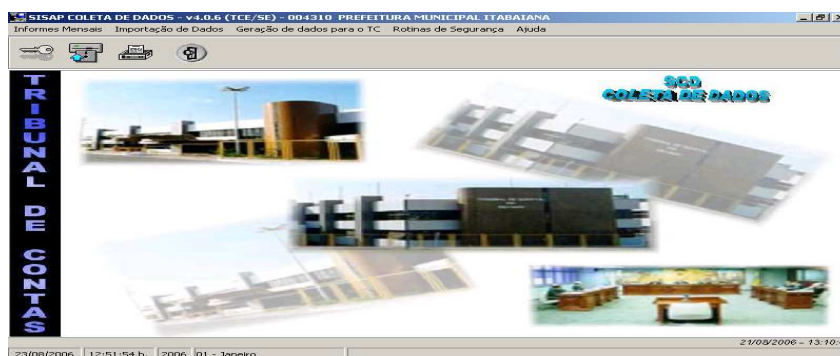 SISAP COLETA DE DADOS - v4.0.6 (TCE/SE) - 004310 PREFEITURA MUNICIPAL ITABAIANA
Informes Mensais Importação de Dados Geração de dados para o TC Rotinas de Segurança Ajuda
SCD
COLETA DE DADOS
TRIBUNAL DE CONTAS
21/08/2006 - 13:10
23/08/2006 12:51:54 h. 2006 01 - Janeiro